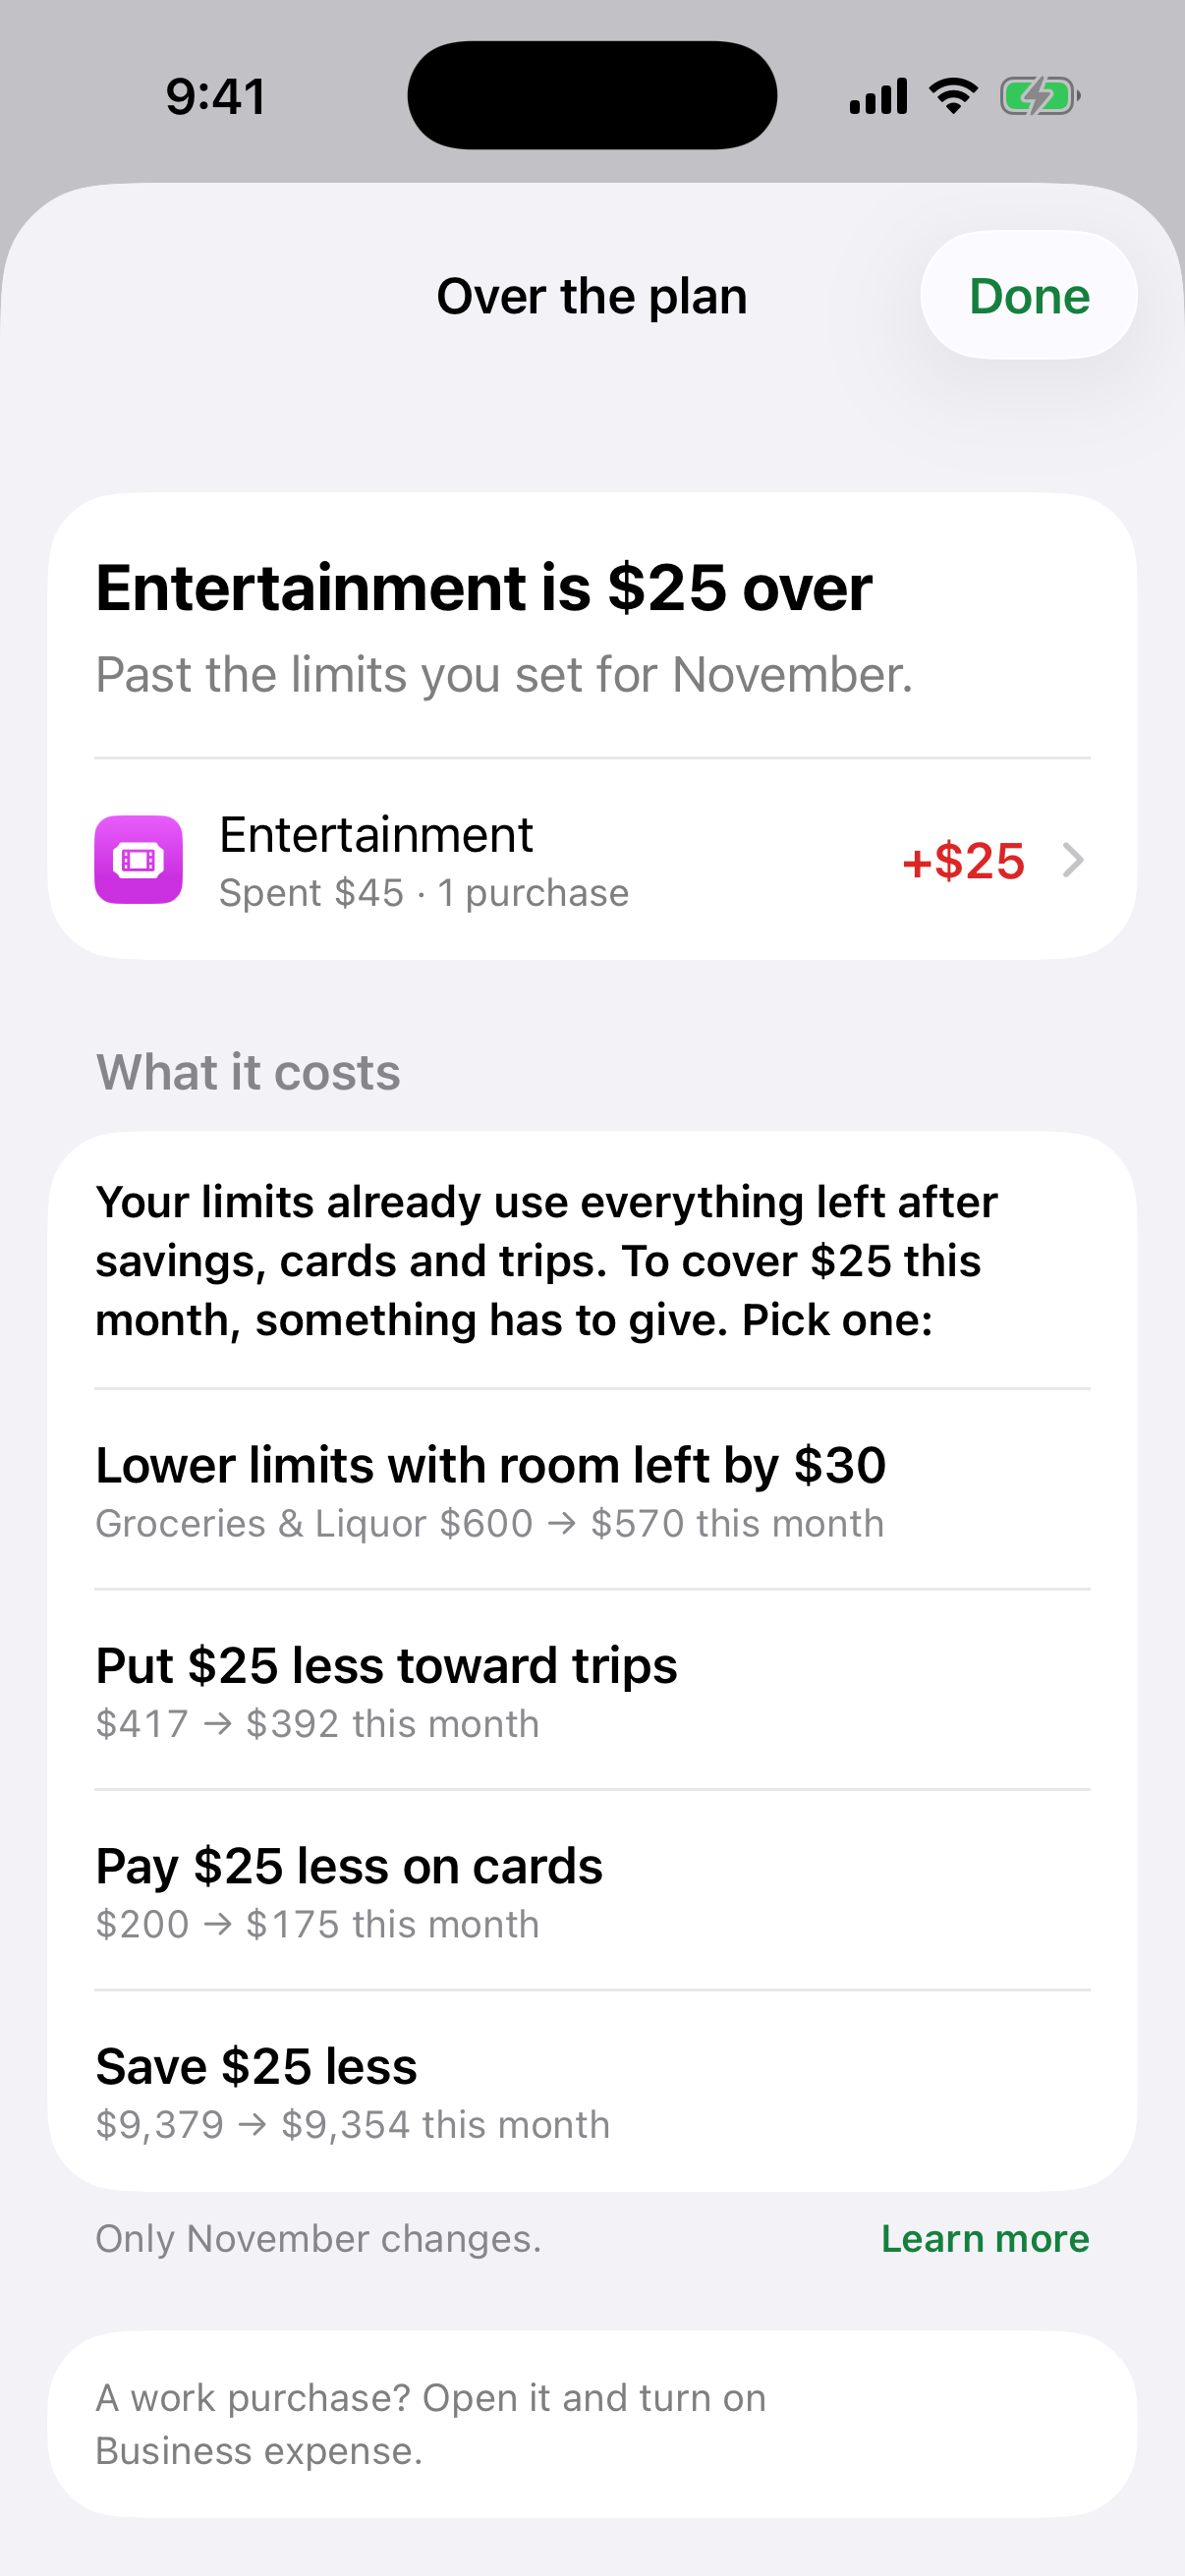 9:41
Over the plan
Done
Entertainment is $25 over
Past the limits you set for November.
Entertainment
Spent $45 · 1 purchase
+$25
What it costs
Your limits already use everything left after
savings, cards and trips. To cover $25 this
month, something has to give. Pick one:
Lower limits with room left by $30
Groceries & Liquor $600 → $570 this month
Put $25 less toward trips
$417 → $392 this month
Pay $25 less on cards
$200 → $175 this month
Save $25 less
$9,379 → $9,354 this month
Only November changes.
Learn more
A work purchase? Open it and turn on
Business expense.